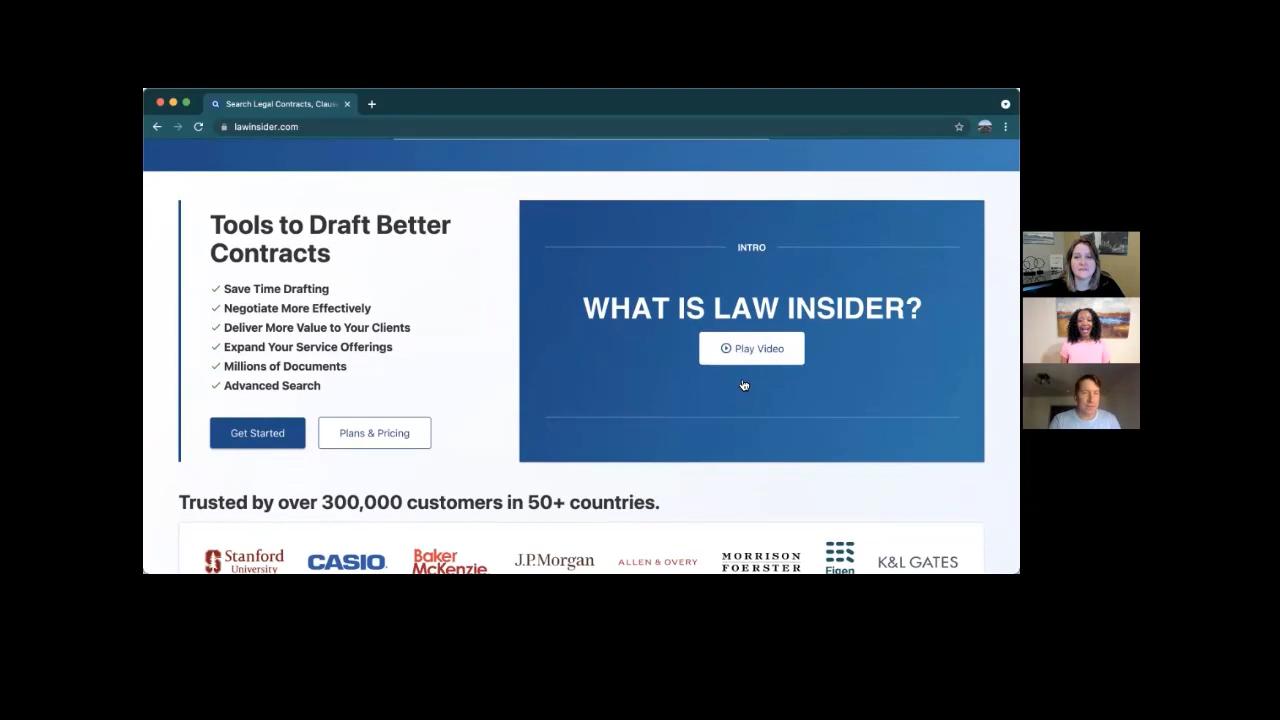 Search Legal Contracts, Claus
lawinsider.com
Tools to Draft Better
Contracts
Save Time Drafting
Negotiate More Effectively
Deliver More Value to Your Clients
Expand Your Service Offerings
Millions of Documents
Advanced Search
Get Started
Plans & Pricing
INTRO
WHAT IS LAW INSIDER?
Play Video
Trusted by over 300,000 customers in 50+ countries.
Stanford
University
CASIO
Baker
McKenzie
J.P.Morgan
ALLEN & OVERY
MORRISON
FOERSTER
Eigen
K&L GATES